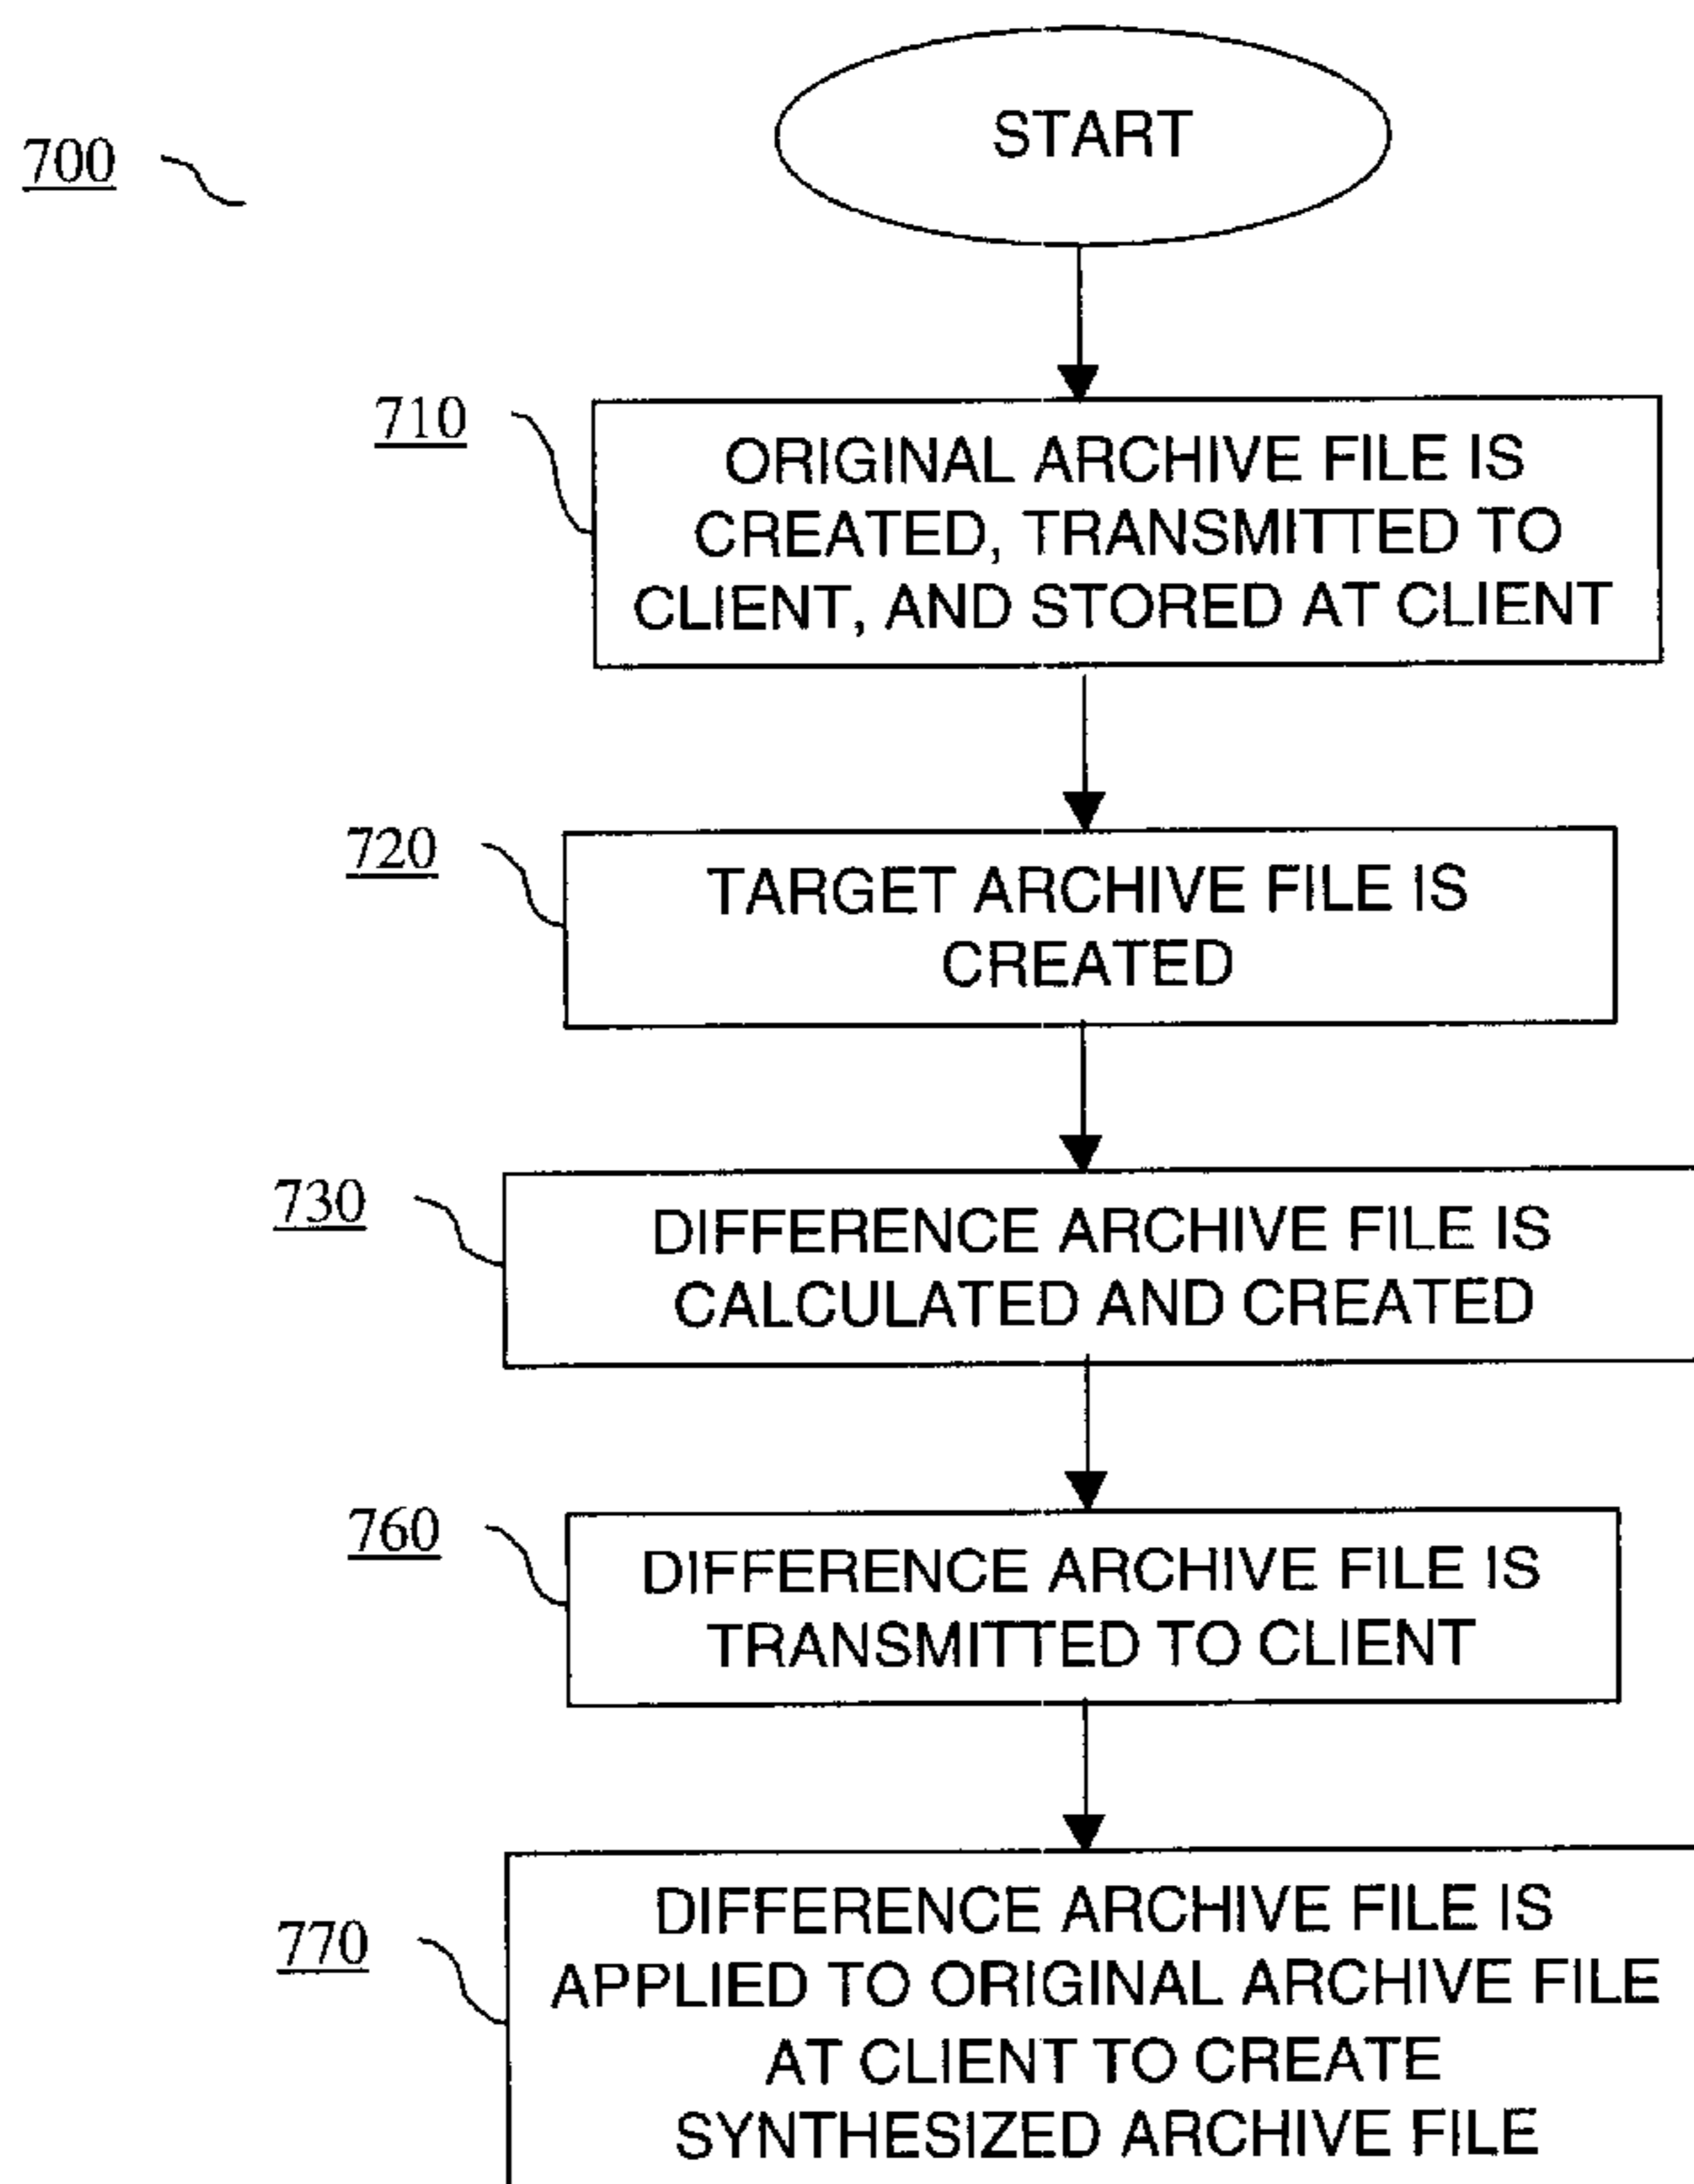 START
700
710
ORIGINAL ARCHIVE FILE IS
CREATED, TRANSMITTED TO
CLIENT, AND STORED AT CLIENT
720
TARGET ARCHIVE FILE IS
CREATED
730
DIFFERENCE ARCHIVE FILE IS
CALCULATED AND CREATED
760
DIFFERENCE ARCHIVE FILE IS
TRANSMITTED TO CLIENT
770
DIFFERENCE ARCHIVE FILE IS
APPLIED TO ORIGINAL ARCHIVE FILE
AT CLIENT TO CREATE
SYNTHESIZED ARCHIVE FILE